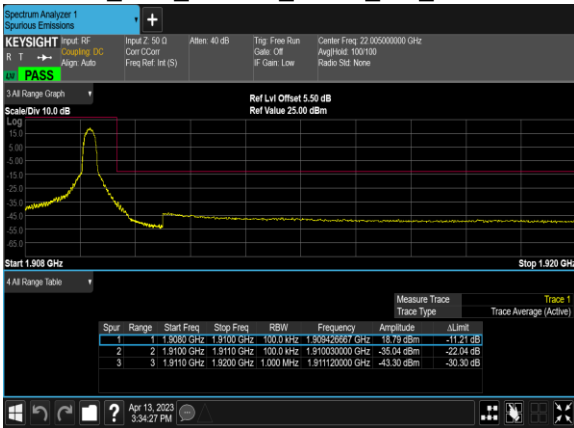 Spectrum Analyzer 1
Spurious Emissions
+
KEYSIGHT Input: RF Input Z: 50 Ω Atten: 40 dB Trig: Free Run Center Freq: 22.005000000 GHz
R T Coupling: DC Corr CCorr Gate: Off Avg|Hold: 100/100
Align: Auto Freq Ref: Int (S) IF Gain: Low Radio Std: None
PASS
3 All Range Graph
Ref Lvl Offset 5.50 dB
Scale/Div 10.0 dB Ref Value 25.00 dBm
Log
15.0
5.00
-5.00
-15.0
-25.0
-35.0
-45.0
-55.0
-65.0
Start 1.908 GHz Stop 1.920 GHz
4 All Range Table
Measure Trace Trace 1
Trace Type Trace Average (Active)
Spur Range Start Freq Stop Freq RBW Frequency Amplitude ΔLimit
1 1 1.9080 GHz 1.9100 GHz 100.0 kHz 1.909426667 GHz 18.79 dBm -11.21 dB
2 2 1.9100 GHz 1.9110 GHz 100.0 kHz 1.910030000 GHz -35.04 dBm -22.04 dB
3 3 1.9110 GHz 1.9200 GHz 1.000 MHz 1.911120000 GHz -43.30 dBm -30.30 dB
? Apr 13, 2023
3:34:27 PM